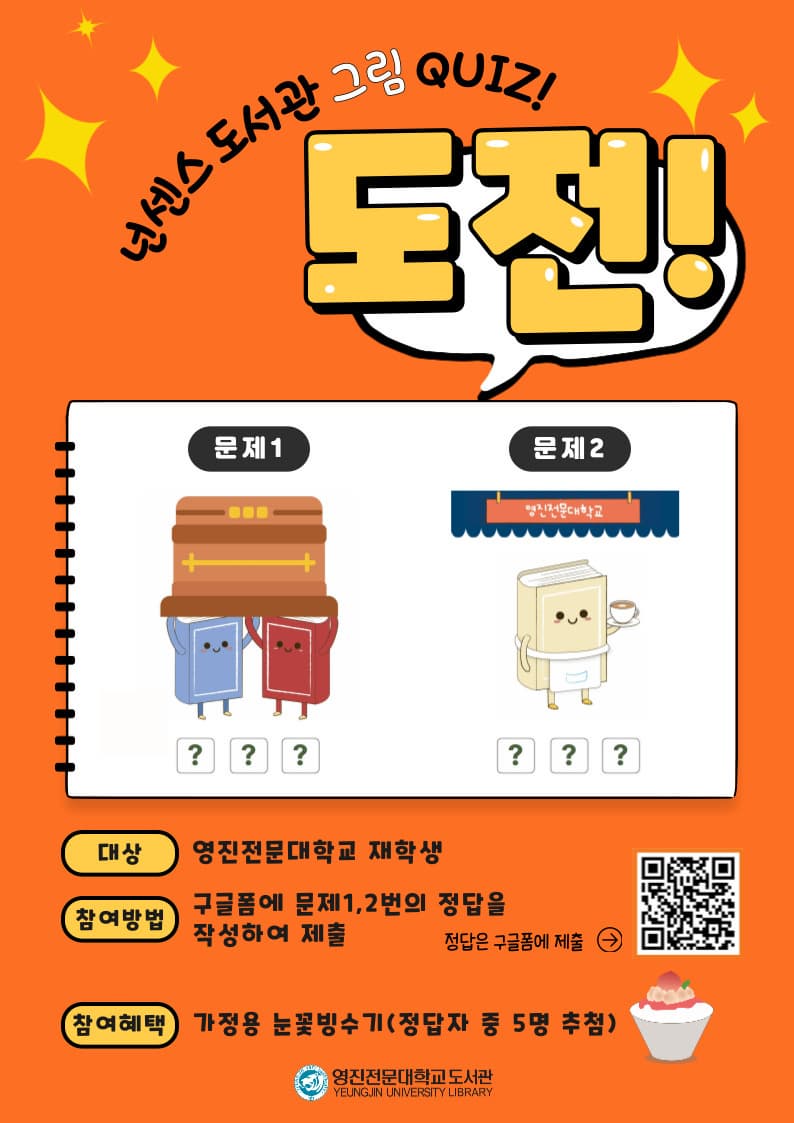 넌센스 도서관 그림 QUIZ!
도전!
문제1
문제2
영진전문대학교
? ? ?
? ? ?
대상
영진전문대학교 재학생
참여방법
구글폼에 문제1,2번의 정답을
작성하여 제출
정답은 구글폼에 제출
참여혜택
가정용 눈꽃빙수기(정답자 중 5명 추첨)
영진전문대학교 도서관
YEUNGJIN UNIVERSITY LIBRARY